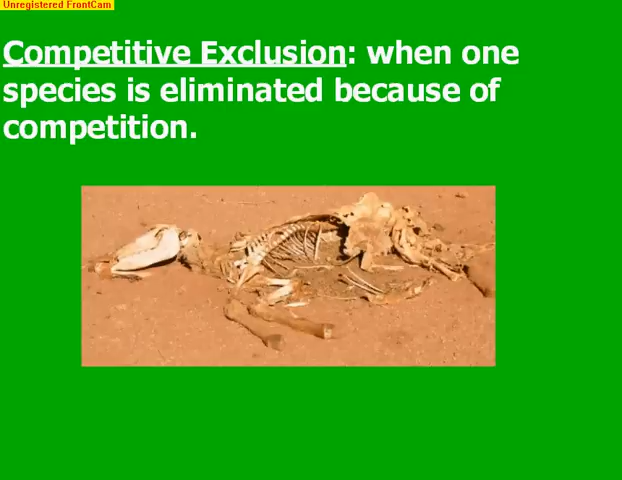 Unregistered FrontCam
Competitive Exclusion: when one
species is eliminated because of
competition.